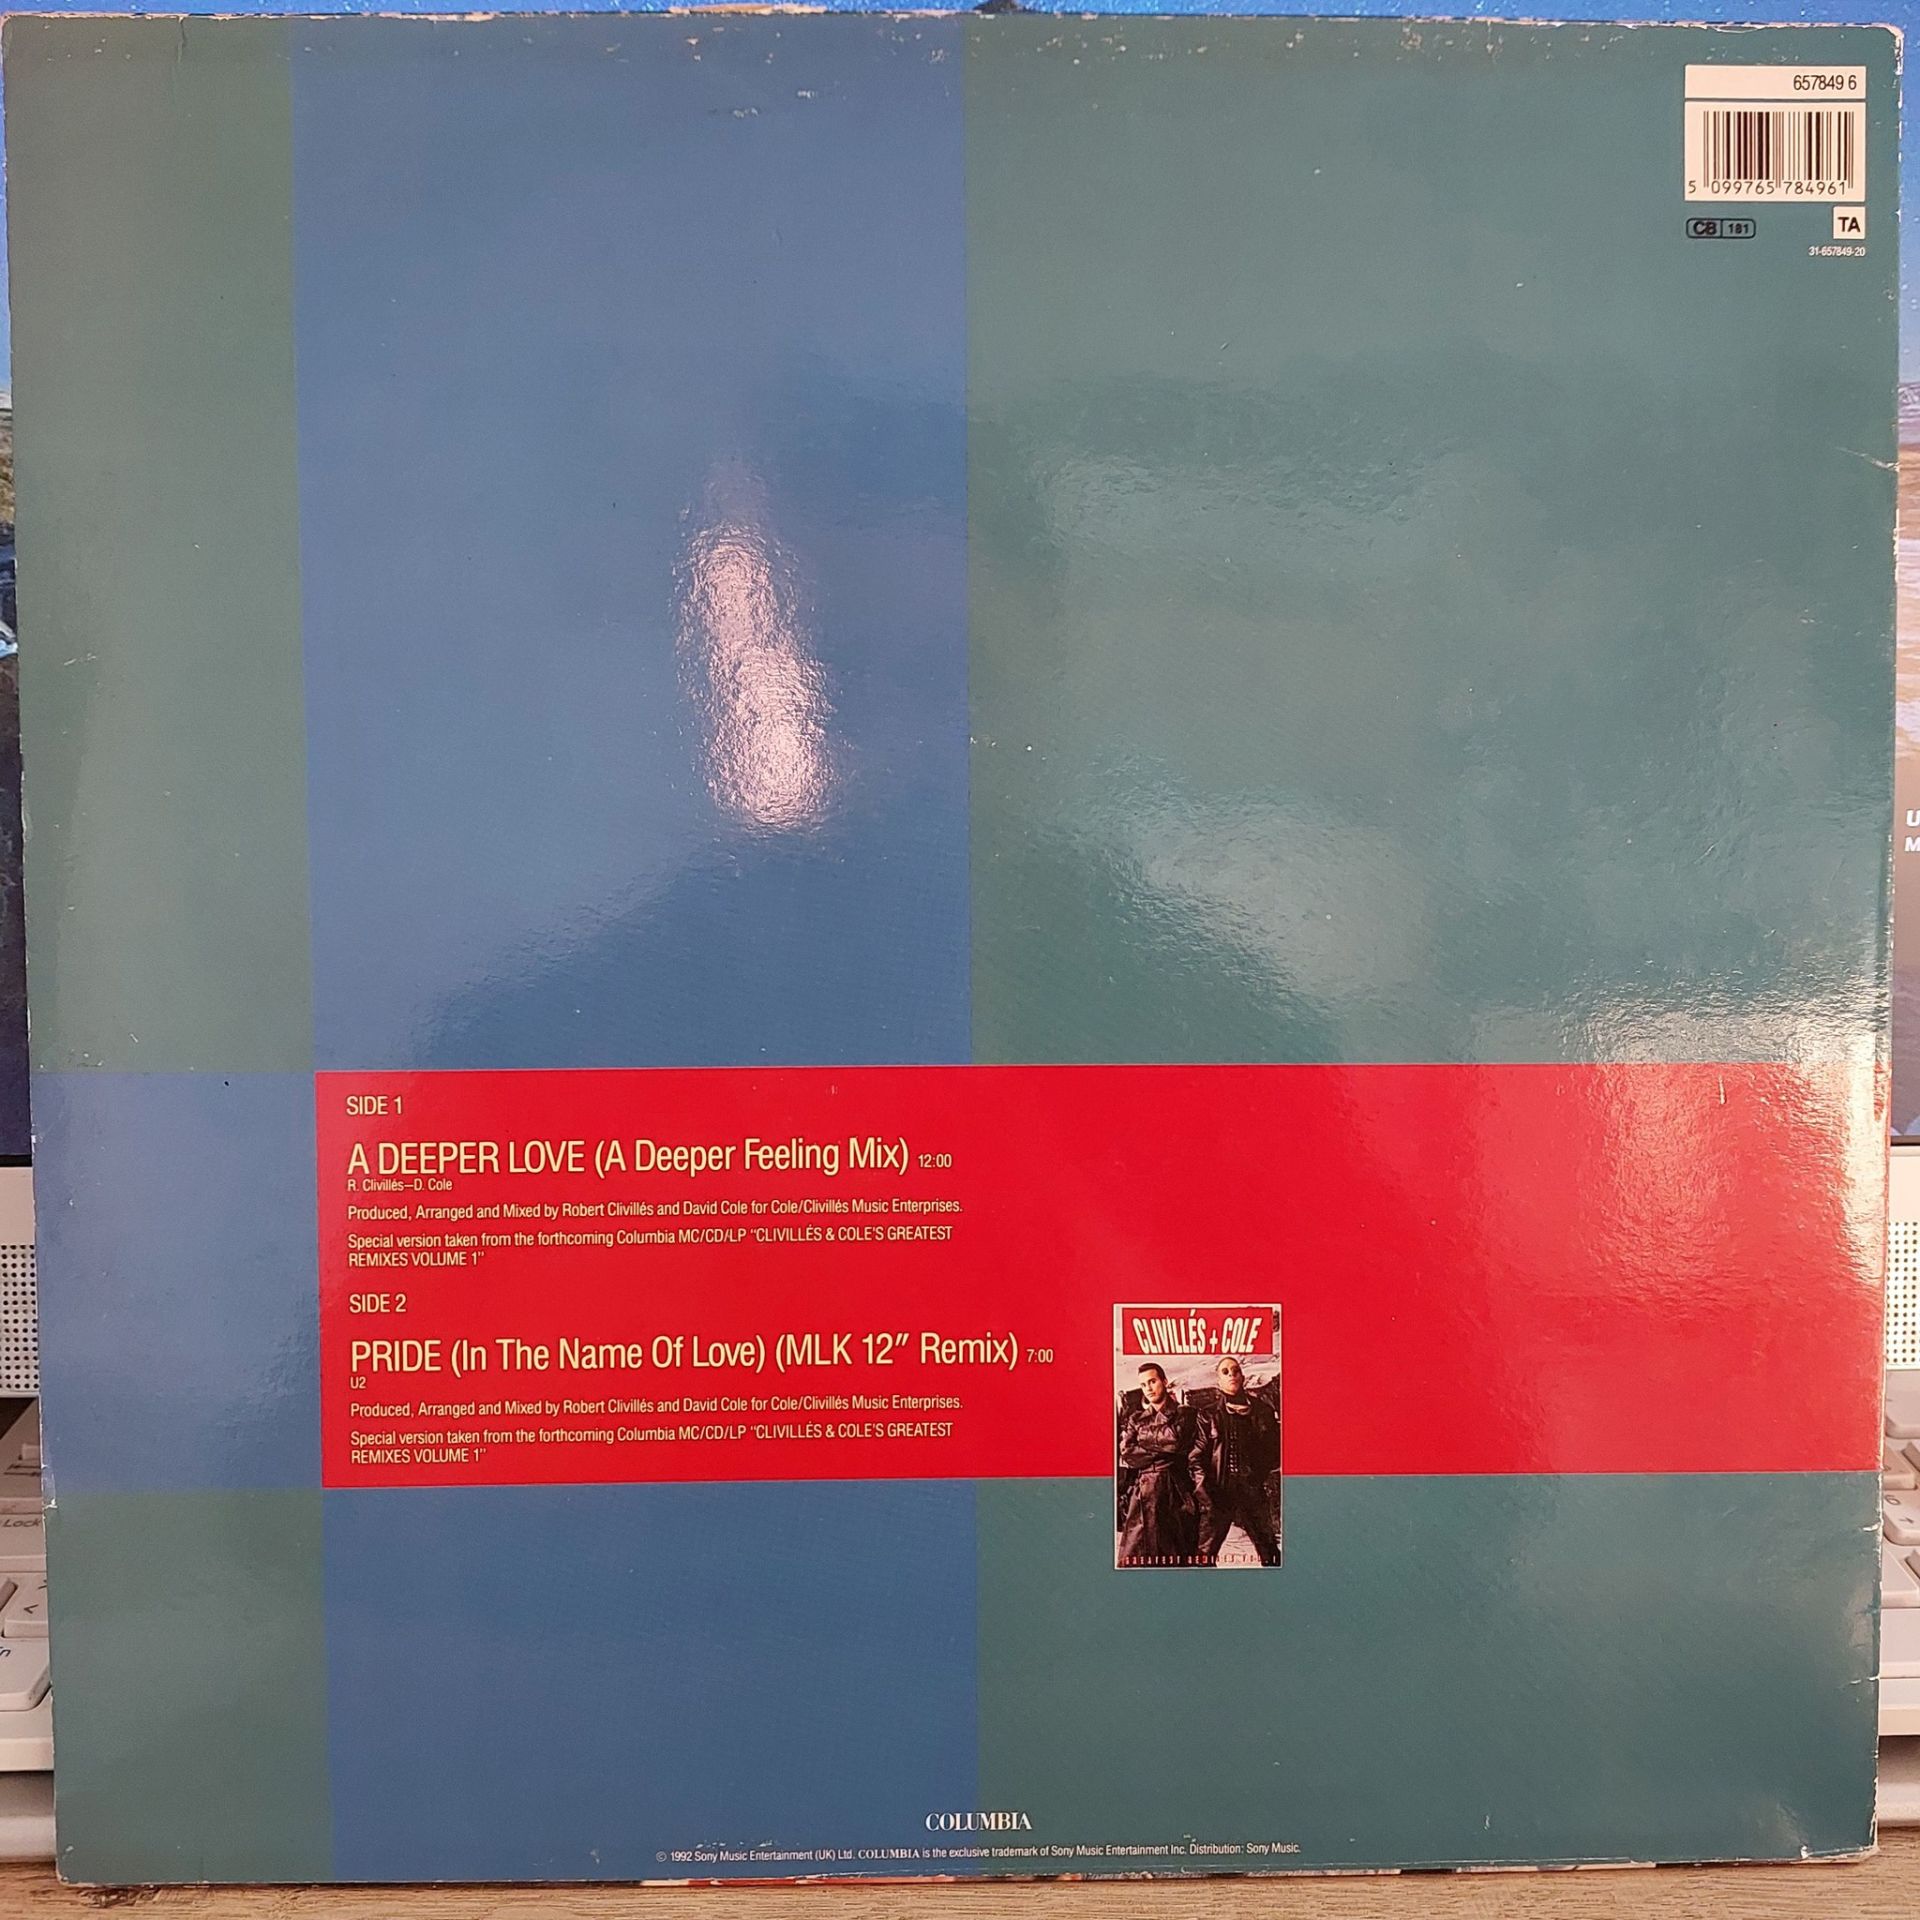 657849 6
5 099765 784961
CB 181
TA
31-657849-20
SIDE 1
A DEEPER LOVE (A Deeper Feeling Mix) 12:00
R. Clivillés–D. Cole
Produced, Arranged and Mixed by Robert Clivillés and David Cole for Cole/Clivillés Music Enterprises.
Special version taken from the forthcoming Columbia MC/CD/LP "CLIVILLÉS & COLE'S GREATEST
REMIXES VOLUME 1"
SIDE 2
PRIDE (In The Name Of Love) (MLK 12″ Remix) 7:00
U2
Produced, Arranged and Mixed by Robert Clivillés and David Cole for Cole/Clivillés Music Enterprises.
Special version taken from the forthcoming Columbia MC/CD/LP "CLIVILLÉS & COLE'S GREATEST
REMIXES VOLUME 1"
CLIVILLÉS + COLE
GREATEST REMIXES VOL. 1
COLUMBIA
© 1992 Sony Music Entertainment (UK) Ltd. COLUMBIA is the exclusive trademark of Sony Music Entertainment Inc. Distribution: Sony Music.
Lock